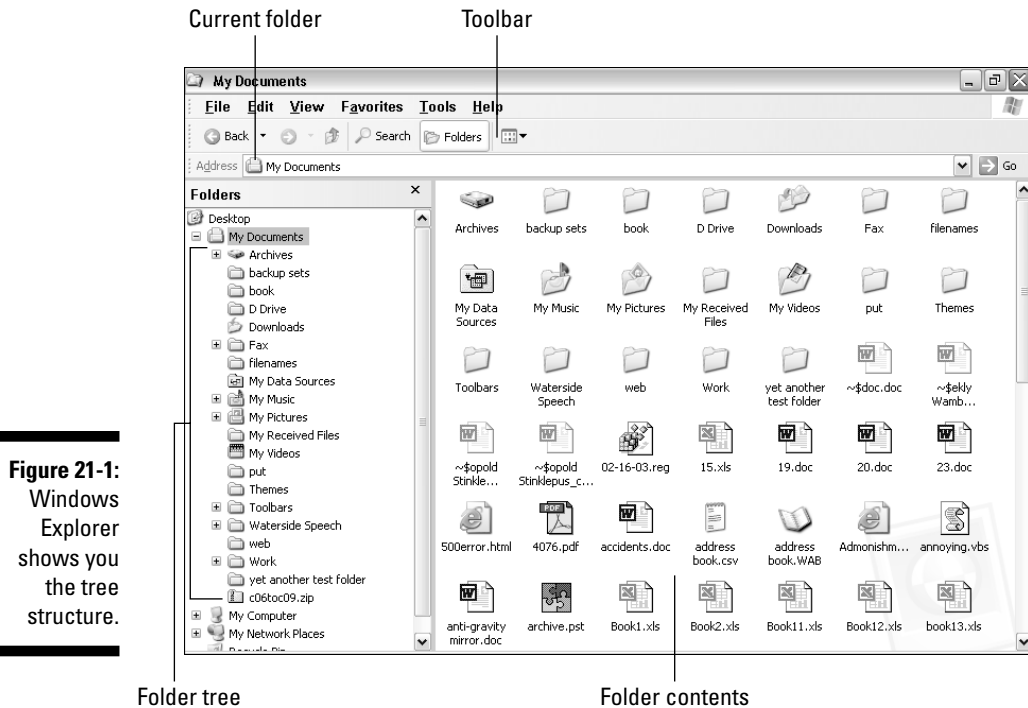 Current folder
Toolbar
My Documents
File Edit View Favorites Tools Help
Back Search Folders
Address My Documents Go
Folders ×
Desktop
My Documents
Archives
backup sets
book
D Drive
Downloads
Fax
filenames
My Data Sources
My Music
My Pictures
My Received Files
My Videos
put
Themes
Toolbars
Waterside Speech
web
Work
yet another test folder
c06toc09.zip
My Computer
My Network Places
Recycle Bin
Archives backup sets book D Drive Downloads Fax filenames
My Data Sources My Music My Pictures My Received Files My Videos put Themes
Toolbars Waterside Speech web Work yet another test folder ~$doc.doc ~$ekly Wamb...
~$opold Stinkle... ~$opold Stinklepus_c... 02-16-03.reg 15.xls 19.doc 20.doc 23.doc
500error.html 4076.pdf accidents.doc address book.csv address book.WAB Admonishm... annoying.vbs
anti-gravity mirror.doc archive.pst Book1.xls Book2.xls Book11.xls Book12.xls book13.xls
Figure 21-1:
Windows
Explorer
shows you
the tree
structure.
Folder tree
Folder contents